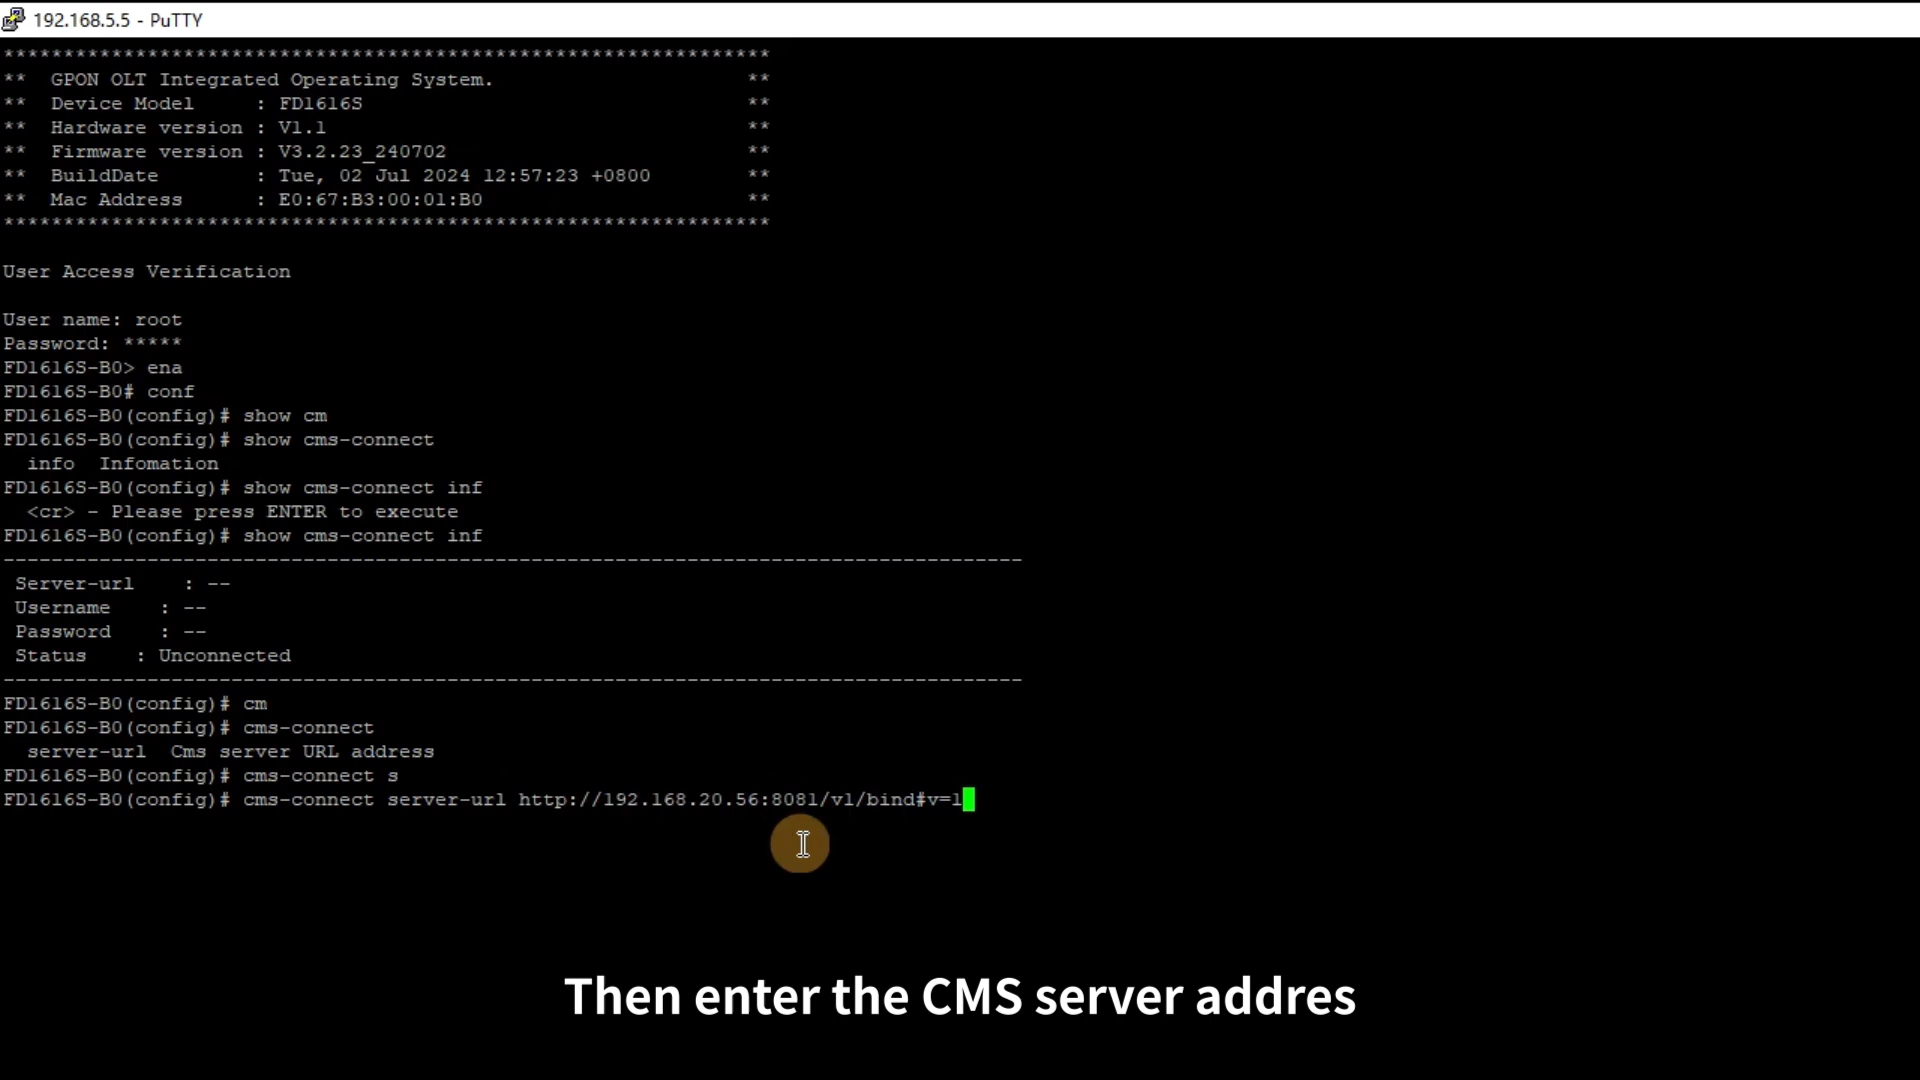 192.168.5.5 - PuTTY
****************************************************************
**  GPON OLT Integrated Operating System.                     **
**  Device Model     : FD1616S                                **
**  Hardware version : V1.1                                   **
**  Firmware version : V3.2.23_240702                         **
**  BuildDate        : Tue, 02 Jul 2024 12:57:23 +0800        **
**  Mac Address      : E0:67:B3:00:01:B0                      **
****************************************************************
User Access Verification
User name: root
Password: *****
FD1616S-B0> ena
FD1616S-B0# conf
FD1616S-B0(config)# show cm
FD1616S-B0(config)# show cms-connect
  info  Infomation
FD1616S-B0(config)# show cms-connect inf
  <cr> - Please press ENTER to execute
FD1616S-B0(config)# show cms-connect inf
-------------------------------------------------------------------------------------
 Server-url    : --
 Username    : --
 Password    : --
 Status    : Unconnected
-------------------------------------------------------------------------------------
FD1616S-B0(config)# cm
FD1616S-B0(config)# cms-connect
  server-url  Cms server URL address
FD1616S-B0(config)# cms-connect s
FD1616S-B0(config)# cms-connect server-url http://192.168.20.56:8081/v1/bind#v=1
Then enter the CMS server addres